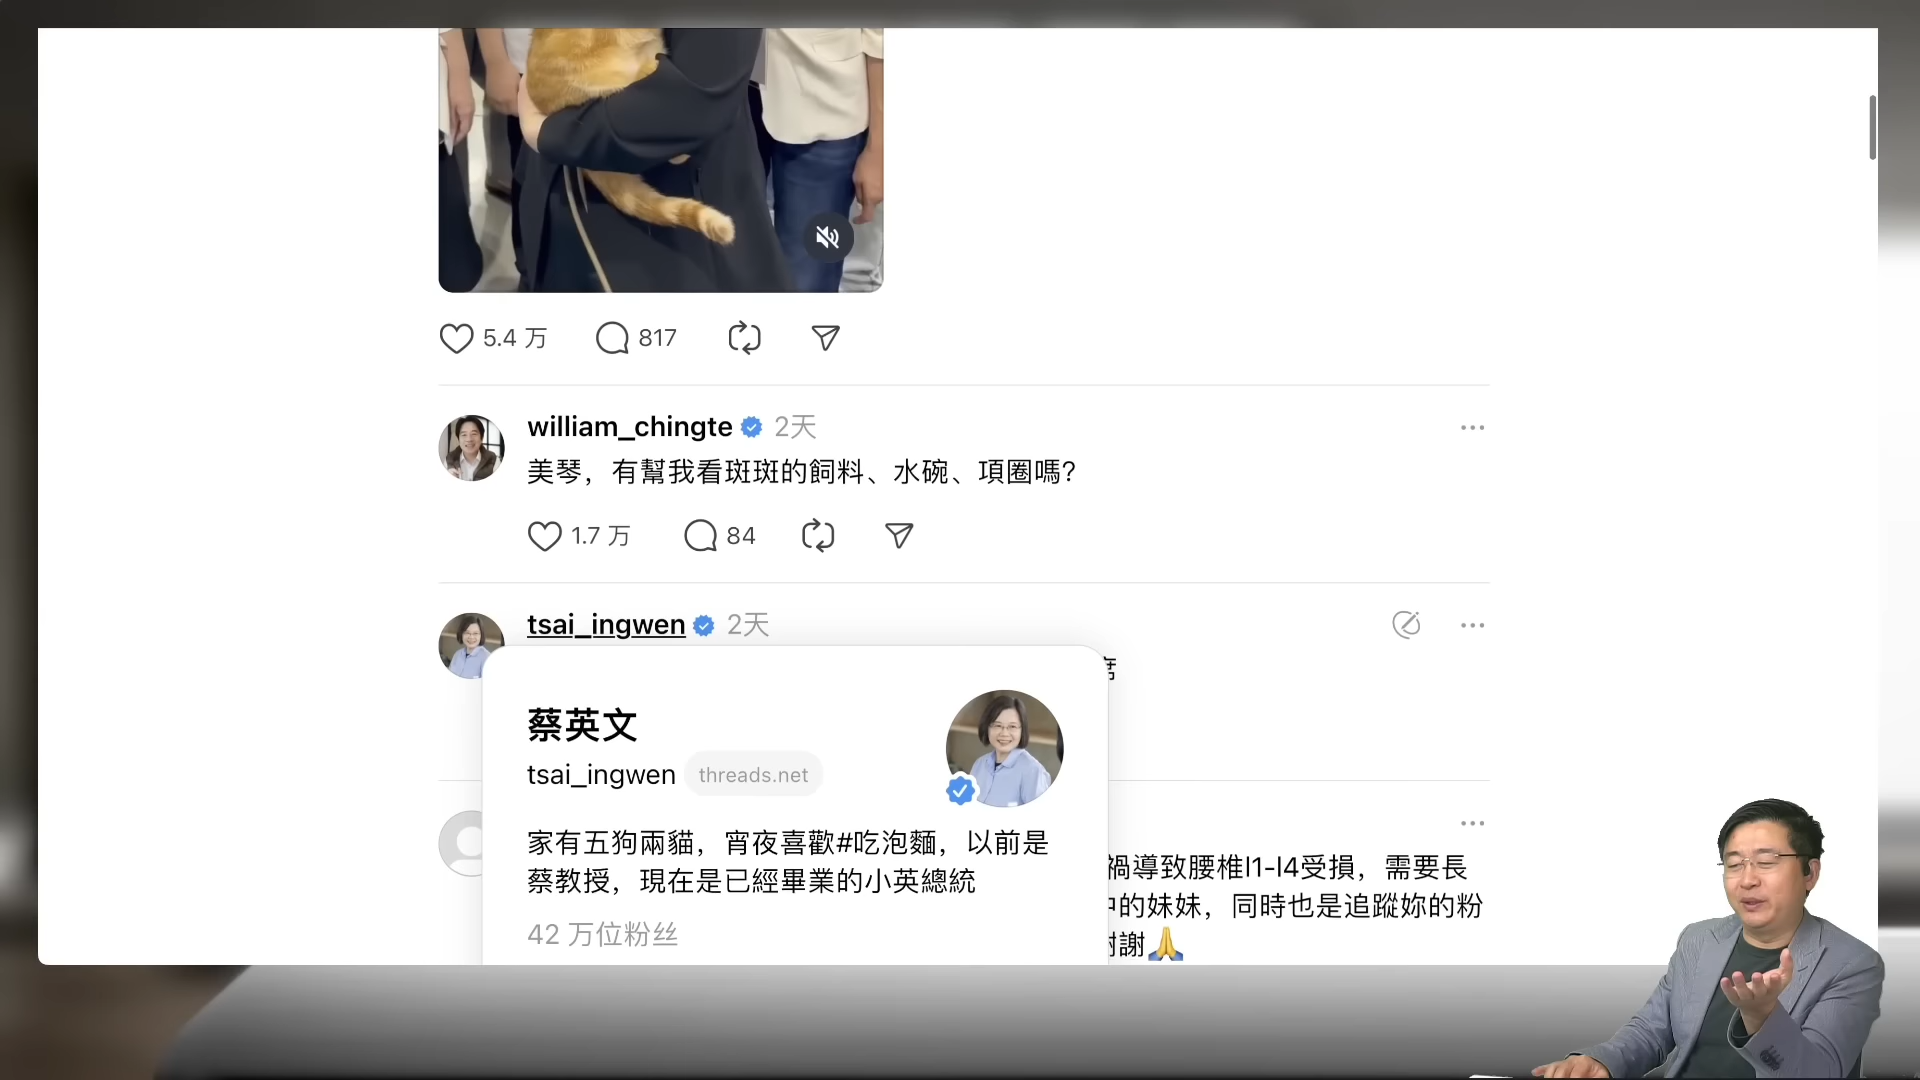 5.4 万 817
william_chingte 2天
美琴，有幫我看斑斑的飼料、水碗、項圈嗎？
1.7 万 84
tsai_ingwen 2天
蔡英文
tsai_ingwen threads.net
家有五狗兩貓，宵夜喜歡#吃泡麵，以前是
蔡教授，現在是已經畢業的小英總統
42 万位粉丝
禍導致腰椎l1-l4受損，需要長
的妹妹，同時也是追蹤妳的粉
謝🙏